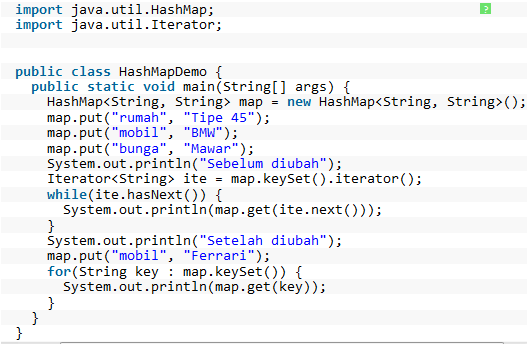 import java.util.HashMap;
?
import java.util.Iterator;
public class HashMapDemo {
  public static void main(String[] args) {
    HashMap<String, String> map = new HashMap<String, String>();
    map.put("rumah", "Tipe 45");
    map.put("mobil", "BMW");
    map.put("bunga", "Mawar");
    System.out.println("Sebelum diubah");
    Iterator<String> ite = map.keySet().iterator();
    while(ite.hasNext()) {
      System.out.println(map.get(ite.next()));
    }
    System.out.println("Setelah diubah");
    map.put("mobil", "Ferrari");
    for(String key : map.keySet()) {
      System.out.println(map.get(key));
    }
  }
}